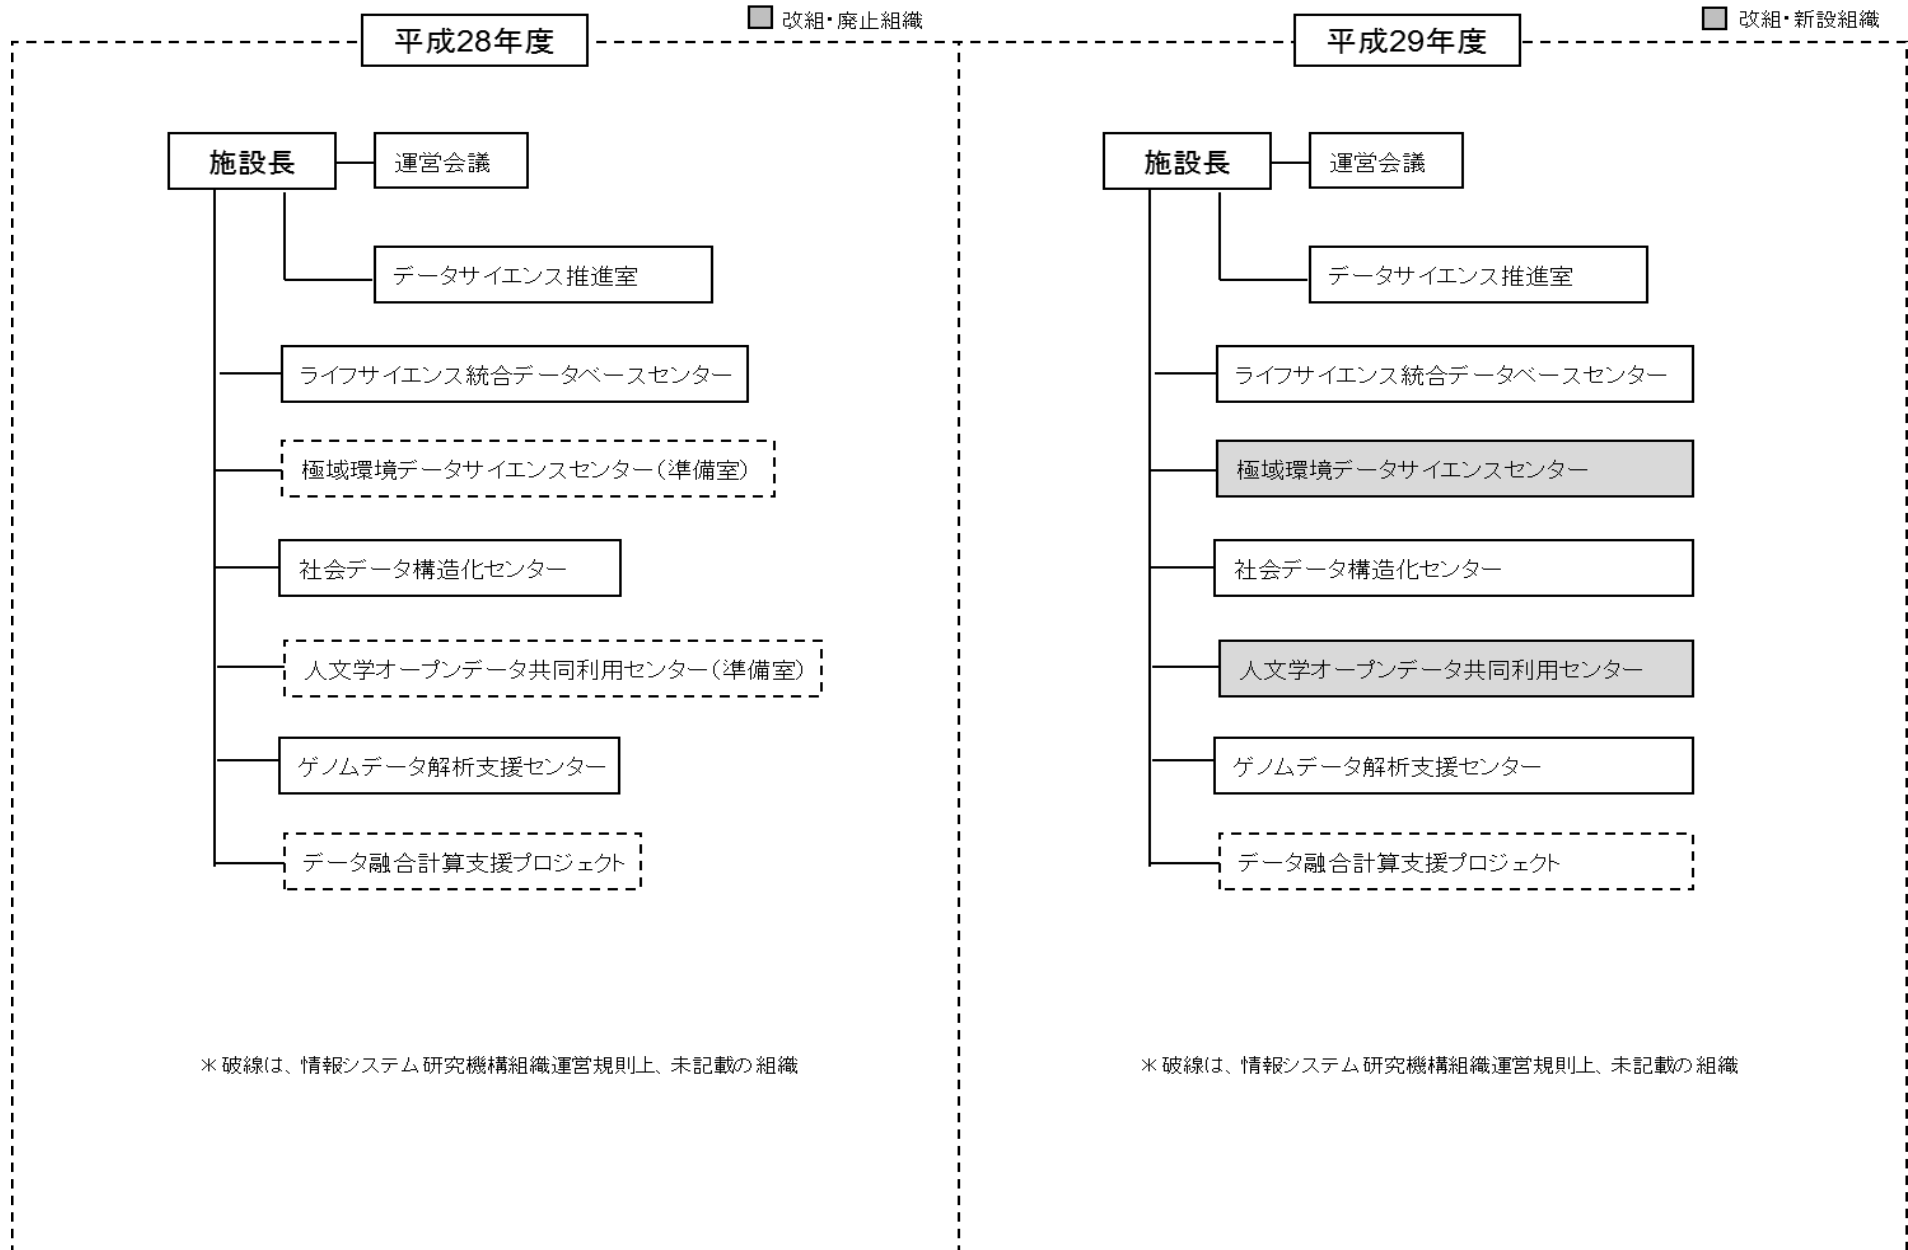 平成28年度
改組・廃止組織
施設長
運営会議
データサイエンス推進室
ライフサイエンス統合データベースセンター
極域環境データサイエンスセンター（準備室）
社会データ構造化センター
人文学オープンデータ共同利用センター（準備室）
ゲノムデータ解析支援センター
データ融合計算支援プロジェクト
＊破線は、情報システム研究機構組織運営規則上、未記載の組織
平成29年度
改組・新設組織
施設長
運営会議
データサイエンス推進室
ライフサイエンス統合データベースセンター
極域環境データサイエンスセンター
社会データ構造化センター
人文学オープンデータ共同利用センター
ゲノムデータ解析支援センター
データ融合計算支援プロジェクト
＊破線は、情報システム研究機構組織運営規則上、未記載の組織